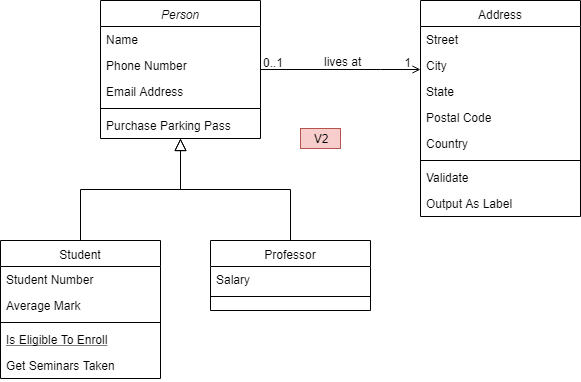 Person
Name
Phone Number
Email Address
Purchase Parking Pass
0..1
lives at
1
Address
Street
City
State
Postal Code
Country
Validate
Output As Label
V2
Student
Student Number
Average Mark
Is Eligible To Enroll
Get Seminars Taken
Professor
Salary